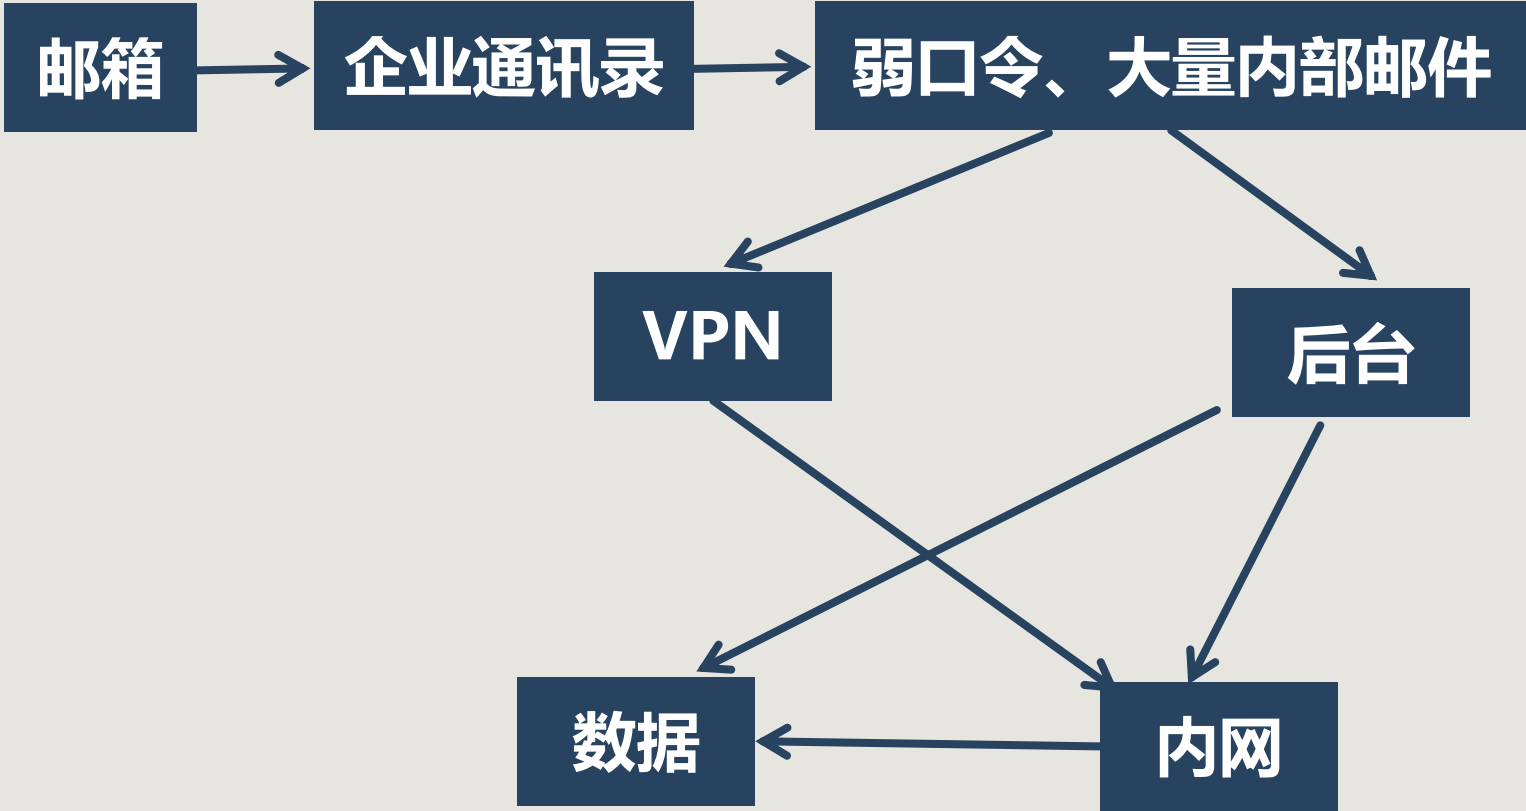 邮箱
企业通讯录
弱口令、大量内部邮件
VPN
后台
数据
内网